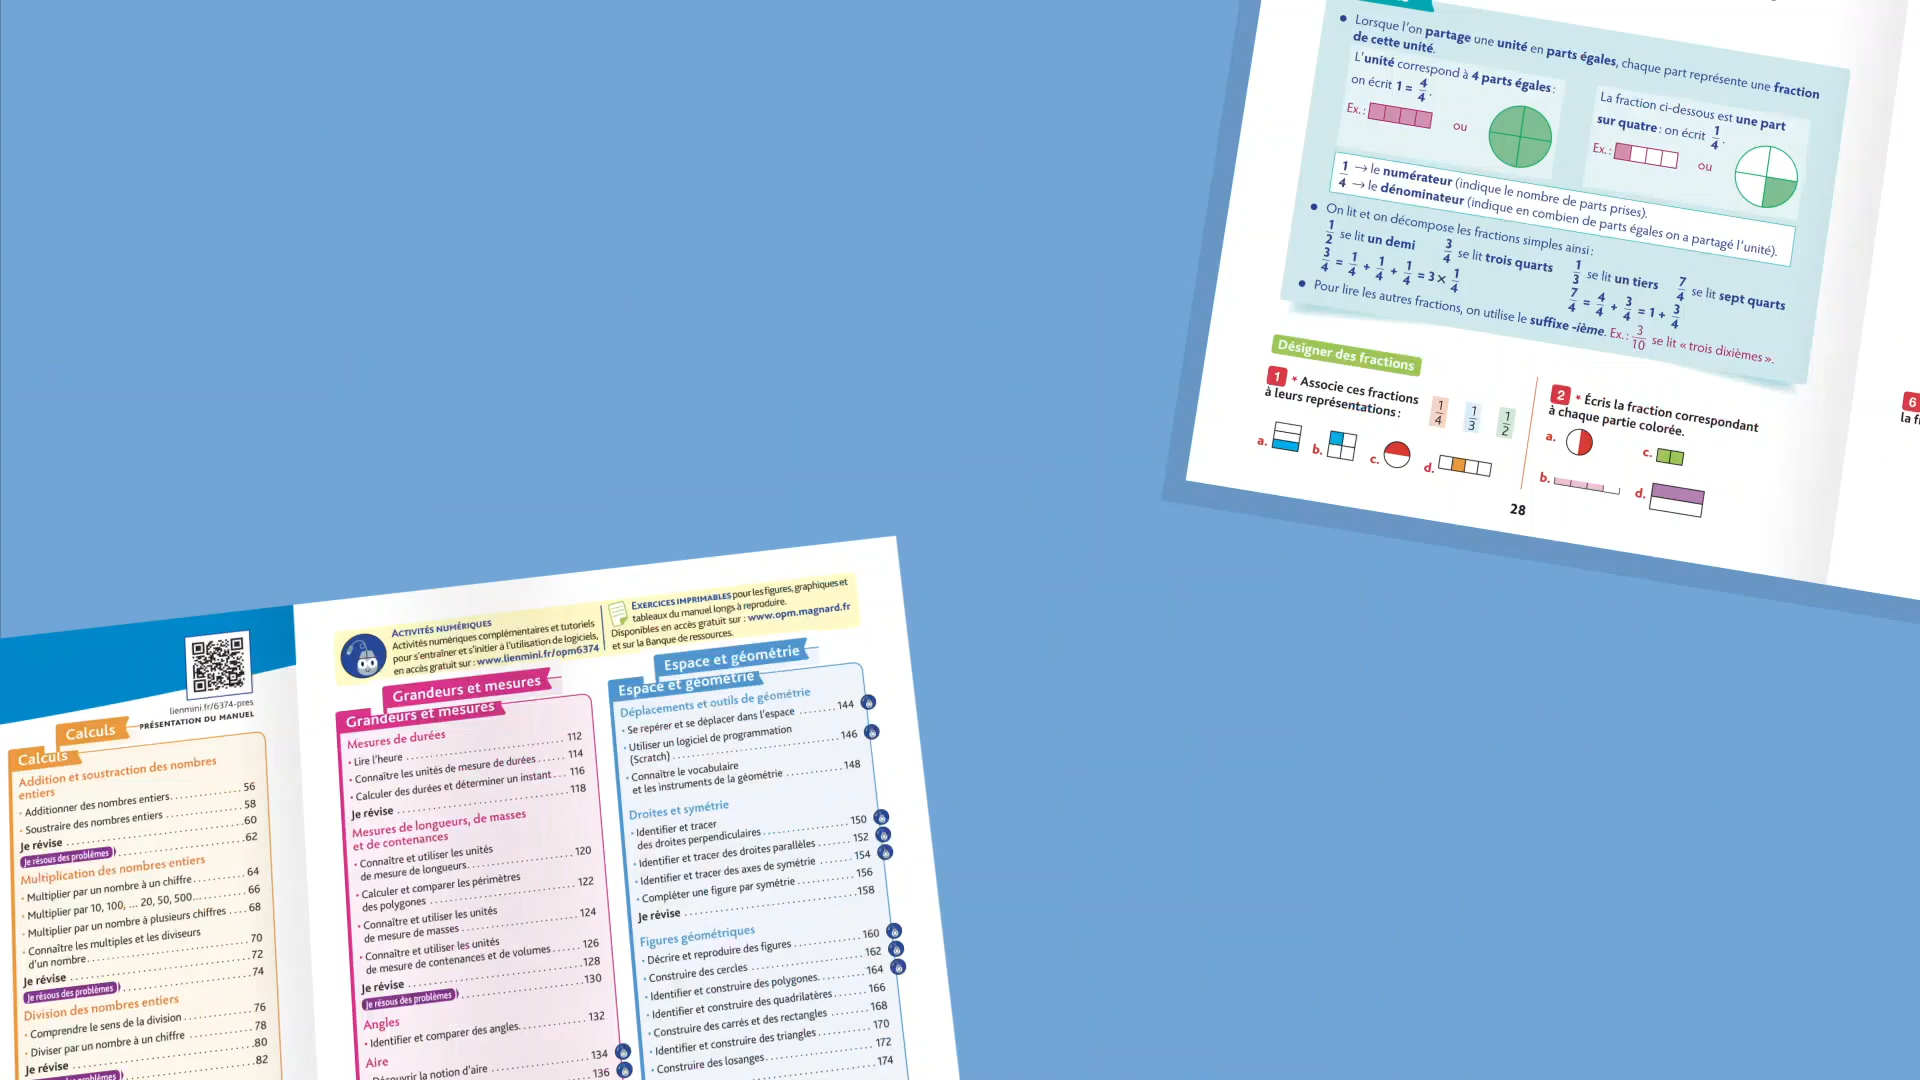 Lorsque l'on partage une unité en parts égales, chaque part représente une fraction
de cette unité.
L'unité correspond à 4 parts égales :
on écrit 1 = 4/4.
Ex. :
ou
La fraction ci-dessous est une part
sur quatre : on écrit 1/4.
Ex. :
ou
1 → le numérateur (indique le nombre de parts prises).
4 → le dénominateur (indique en combien de parts égales on a partagé l'unité).
On lit et on décompose les fractions simples ainsi :
1/2 se lit un demi 3/4 se lit trois quarts 1/3 se lit un tiers 7/4 se lit sept quarts
3/4 = 1/4 + 1/4 + 1/4 = 3 × 1/4 7/4 = 4/4 + 3/4 = 1 + 3/4
Pour lire les autres fractions, on utilise le suffixe -ième. Ex. : 3/10 se lit « trois dixièmes ».
Désigner des fractions
1 * Associe ces fractions
à leurs représentations :
1/4 1/3 1/2
a. b. c. d.
2 * Écris la fraction correspondant
à chaque partie colorée.
a. c.
b. d.
28
6
la
lienmini.fr/6374-pres
PRÉSENTATION DU MANUEL
Calculs
Calculs
Addition et soustraction des nombres
entiers
• Additionner des nombres entiers 56
• Soustraire des nombres entiers 58
Je révise 60
Je résous des problèmes 62
Multiplication des nombres entiers
• Multiplier par un nombre à un chiffre 64
• Multiplier par 10, 100, ... 20, 50, 500... 66
• Multiplier par un nombre à plusieurs chiffres 68
• Connaître les multiples et les diviseurs
d'un nombre 70
Je révise 72
Je résous des problèmes 74
Division des nombres entiers
• Comprendre le sens de la division 76
• Diviser par un nombre à un chiffre 78
Je révise 80
problèmes 82
ACTIVITÉS NUMÉRIQUES
Activités numériques complémentaires et tutoriels
pour s'entraîner et s'initier à l'utilisation de logiciels,
en accès gratuit sur : www.lienmini.fr/opm6374
EXERCICES IMPRIMABLES pour les figures, graphiques et
tableaux du manuel longs à reproduire.
Disponibles en accès gratuit sur : www.opm.magnard.fr
et sur la Banque de ressources.
Grandeurs et mesures
Grandeurs et mesures
Mesures de durées
• Lire l'heure 112
• Connaître les unités de mesure de durées 114
• Calculer des durées et déterminer un instant 116
Je révise 118
Mesures de longueurs, de masses
et de contenances
• Connaître et utiliser les unités
de mesure de longueurs 120
• Calculer et comparer les périmètres
des polygones 122
• Connaître et utiliser les unités
de mesure de masses 124
• Connaître et utiliser les unités
de mesure de contenances et de volumes 126
Je révise 128
Je résous des problèmes 130
Angles
• Identifier et comparer des angles 132
Aire
Découvrir la notion d'aire 134
136
Espace et géométrie
Espace et géométrie
Déplacements et outils de géométrie
• Se repérer et se déplacer dans l'espace 144
• Utiliser un logiciel de programmation
(Scratch) 146
• Connaître le vocabulaire
et les instruments de la géométrie 148
Droites et symétrie
• Identifier et tracer
des droites perpendiculaires 150
• Identifier et tracer des droites parallèles 152
• Identifier et tracer des axes de symétrie 154
• Compléter une figure par symétrie 156
Je révise 158
Figures géométriques
• Décrire et reproduire des figures 160
• Construire des cercles 162
• Identifier et construire des polygones 164
• Identifier et construire des quadrilatères 166
• Construire des carrés et des rectangles 168
• Identifier et construire des triangles 170
• Construire des losanges 172
174